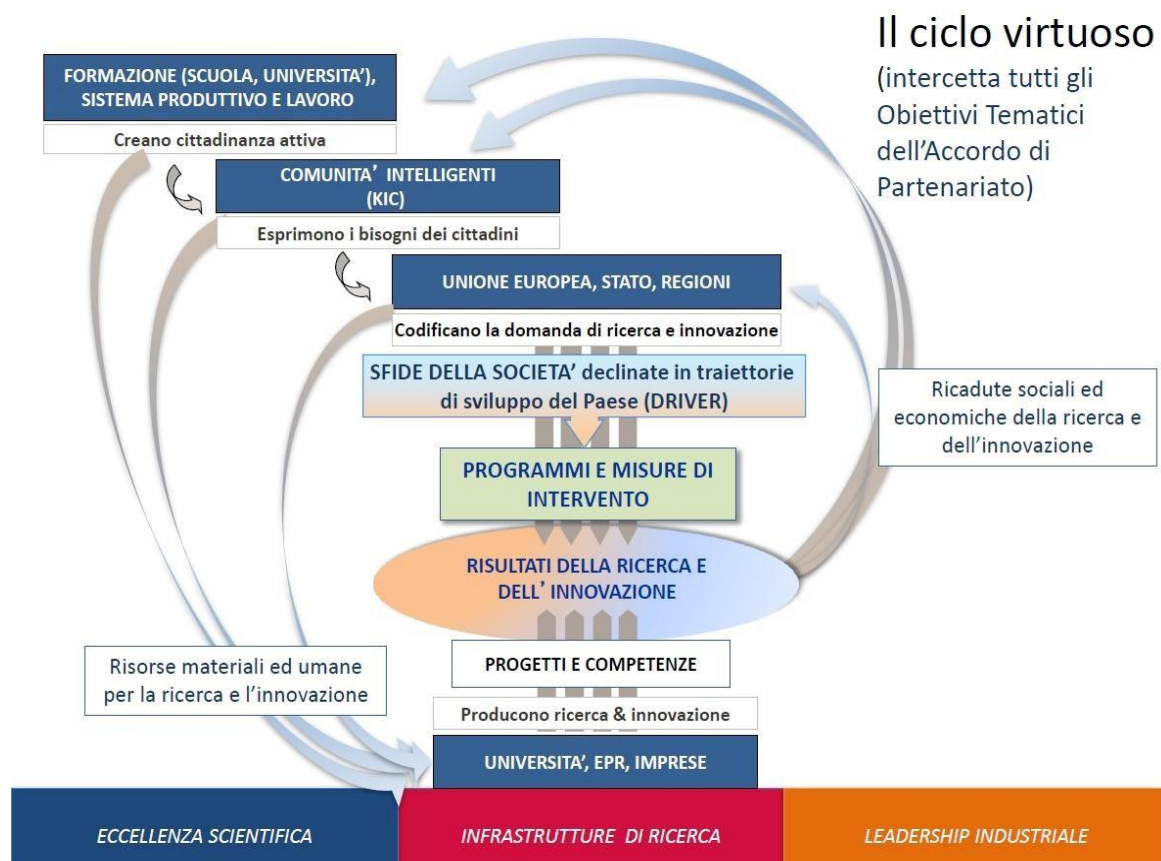 Il ciclo virtuoso
(intercetta tutti gli
Obiettivi Tematici
dell'Accordo di
Partenariato)
FORMAZIONE (SCUOLA, UNIVERSITA'),
SISTEMA PRODUTTIVO E LAVORO
Creano cittadinanza attiva
COMUNITA' INTELLIGENTI
(KIC)
Esprimono i bisogni dei cittadini
UNIONE EUROPEA, STATO, REGIONI
Codificano la domanda di ricerca e innovazione
SFIDE DELLA SOCIETA' declinate in traiettorie
di sviluppo del Paese (DRIVER)
Ricadute sociali ed
economiche della ricerca e
dell'innovazione
PROGRAMMI E MISURE DI
INTERVENTO
RISULTATI DELLA RICERCA E
DELL' INNOVAZIONE
Risorse materiali ed umane
per la ricerca e l'innovazione
PROGETTI E COMPETENZE
Producono ricerca & innovazione
UNIVERSITA', EPR, IMPRESE
ECCELLENZA SCIENTIFICA
INFRASTRUTTURE DI RICERCA
LEADERSHIP INDUSTRIALE